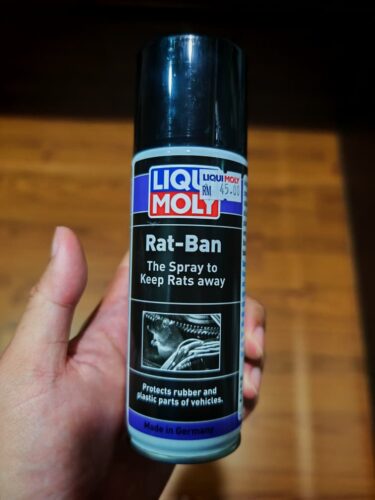 LIQUI
MOLY
LIQUI MOLY
RM 45.00
Rat-Ban
The Spray to
Keep Rats away
Protects rubber and
plastic parts of vehicles.
Made in Germany